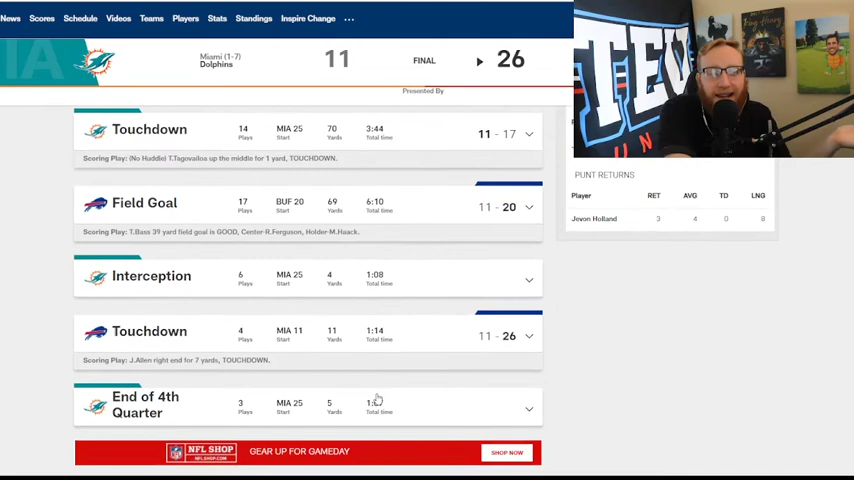 News Scores Schedule Videos Teams Players Stats Standings Inspire Change ...
Miami (1-7)
Dolphins
11
FINAL
26
Presented By
Touchdown
14 MIA 25 70 3:44
Plays Start Yards Total time
11 - 17
Scoring Play: (No Huddle) T.Tagovailoa up the middle for 1 yard, TOUCHDOWN.
Field Goal
17 BUF 20 69 6:10
Plays Start Yards Total time
11 - 20
Scoring Play: T.Bass 39 yard field goal is GOOD, Center-R.Ferguson, Holder-M.Haack.
Interception
6 MIA 25 4 1:08
Plays Start Yards Total time
Touchdown
4 MIA 11 11 1:14
Plays Start Yards Total time
11 - 26
Scoring Play: J.Allen right end for 7 yards, TOUCHDOWN.
End of 4th
Quarter
3 MIA 25 5
Plays Start Yards Total time
NFL SHOP
NFLSHOP.COM
GEAR UP FOR GAMEDAY
SHOP NOW
PUNT RETURNS
Player RET AVG TD LNG
Jevon Holland 3 4 0 8